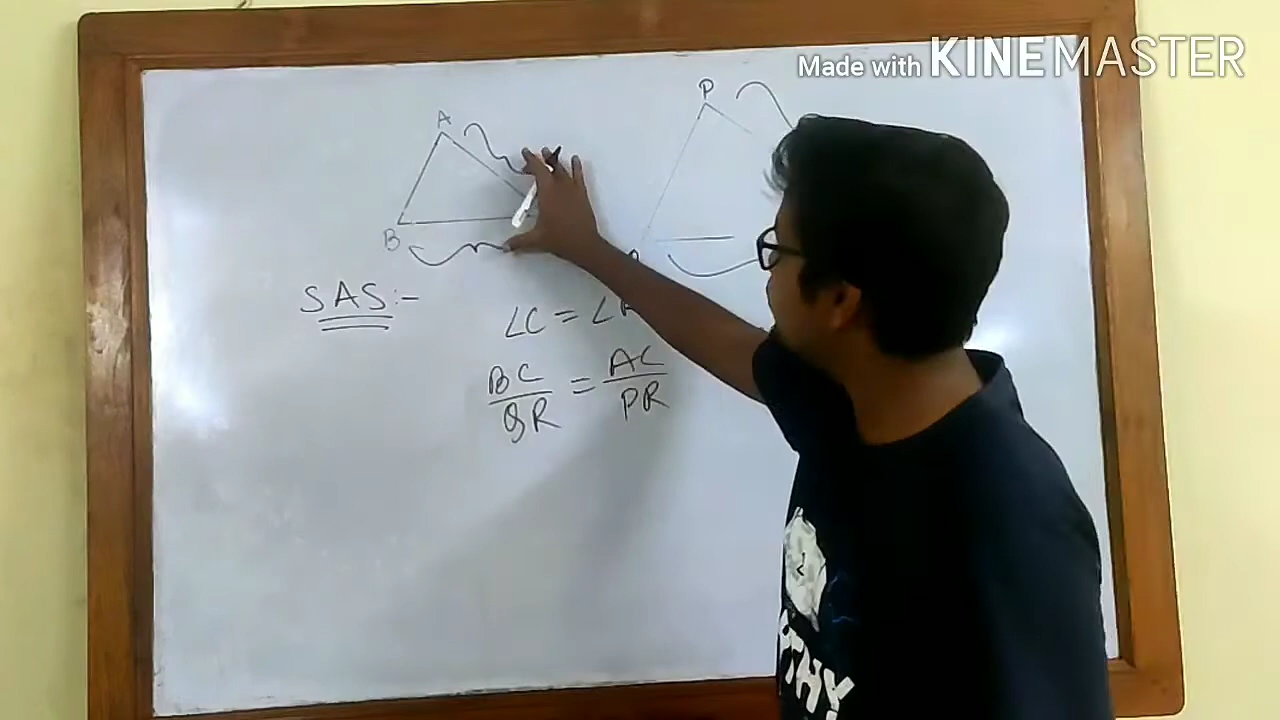 Made with KINEMASTER
A
P
B
SAS:-
∠C = ∠R
BC/QR = AC/PR